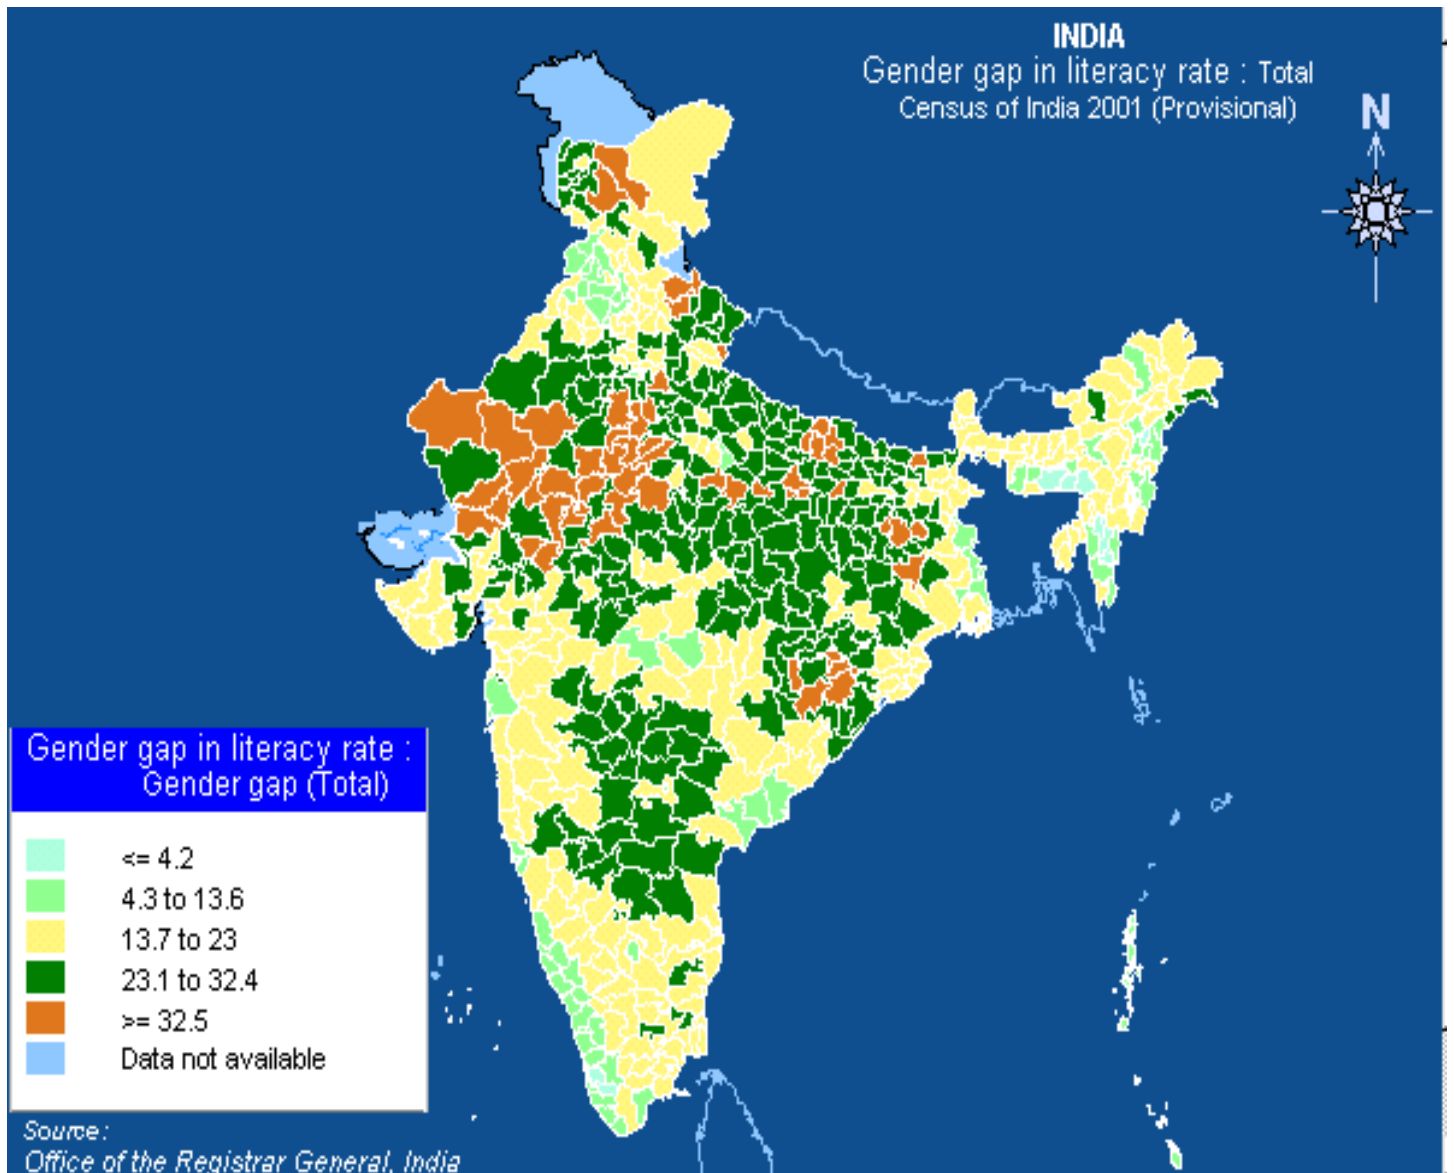 INDIA
Gender gap in literacy rate : Total
Census of India 2001 (Provisional)
N
Gender gap in literacy rate :
Gender gap (Total)
<= 4.2
4.3 to 13.6
13.7 to 23
23.1 to 32.4
>= 32.5
Data not available
Source:
Office of the Registrar General, India